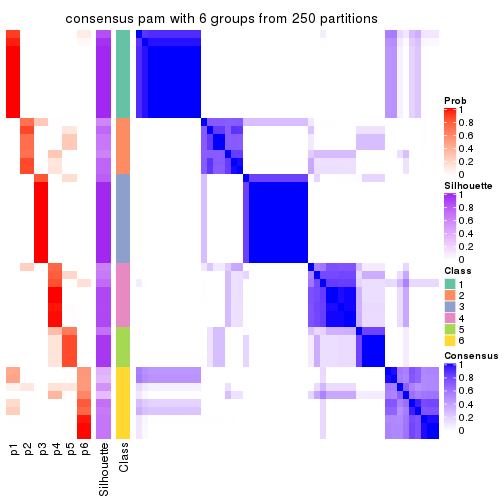 consensus pam with 6 groups from 250 partitions
Prob
1
0.8
0.6
0.4
0.2
0
Silhouette
1
0.8
0.6
0.4
0.2
0
Class
1
2
3
4
5
6
Consensus
1
0.8
0.6
0.4
0.2
0
p1
p2
p3
p4
p5
p6
Silhouette
Class